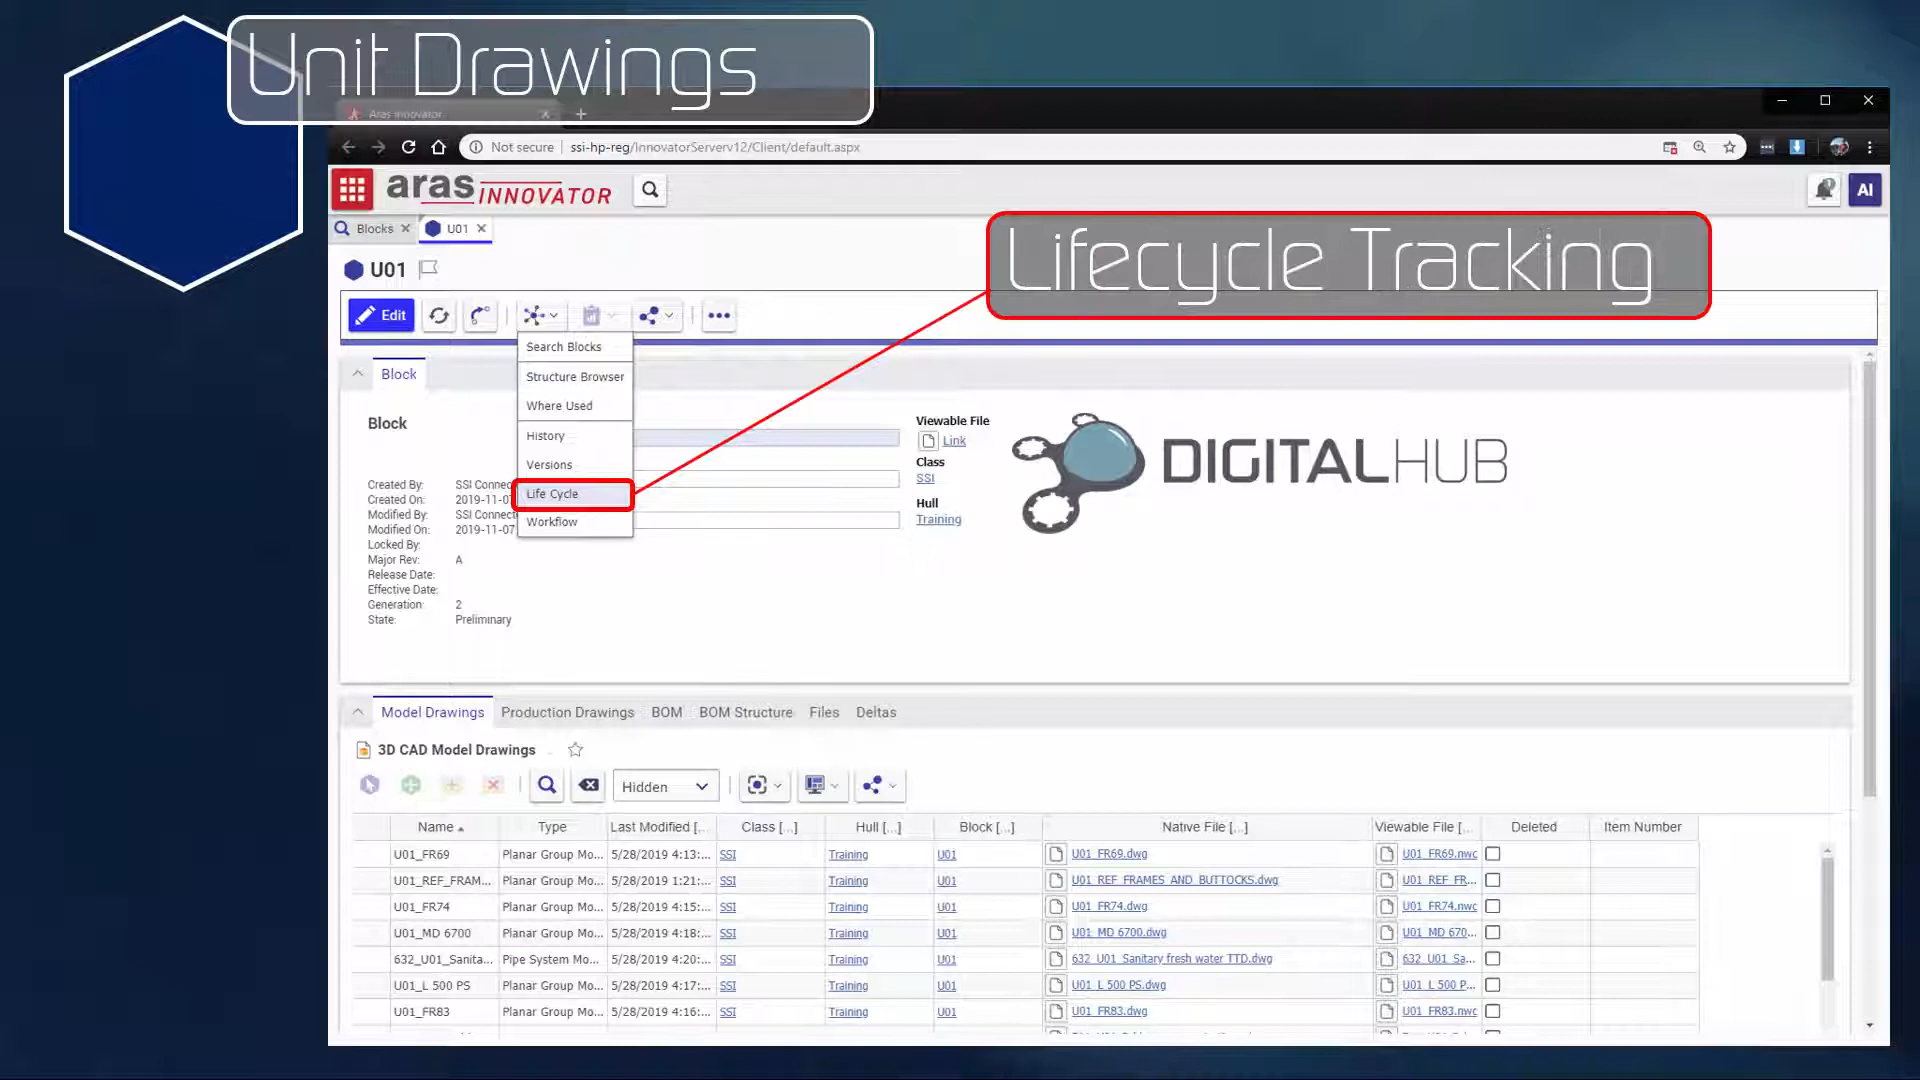 Unit Drawings
Aras Innovator
Not secure | ssi-hp-reg/InnovatorServerv12/Client/default.aspx
aras INNOVATOR
AI
Blocks
U01
Lifecycle Tracking
U01
Edit
Search Blocks
Structure Browser
Where Used
History
Versions
Life Cycle
Workflow
Block
Block
Created By: SSI Connec
Created On: 2019-11-07
Modified By: SSI Connect
Modified On: 2019-11-07
Locked By:
Major Rev: A
Release Date:
Effective Date:
Generation: 2
State: Preliminary
Viewable File
Link
Class
SSI
Hull
Training
DIGITALHUB
Model Drawings Production Drawings BOM BOM Structure Files Deltas
3D CAD Model Drawings
Hidden
Name Type Last Modified [... Class [...] Hull [...] Block [...] Native File [...] Viewable File [... Deleted Item Number
U01_FR69 Planar Group Mo... 5/28/2019 4:13:... SSI Training U01 U01_FR69.dwg U01_FR69.nwc
U01_REF_FRAM... Planar Group Mo... 5/28/2019 1:21:... SSI Training U01 U01_REF_FRAMES_AND_BUTTOCKS.dwg U01_REF_FR...
U01_FR74 Planar Group Mo... 5/28/2019 4:15:... SSI Training U01 U01_FR74.dwg U01_FR74.nwc
U01_MD 6700 Planar Group Mo... 5/28/2019 4:18:... SSI Training U01 U01_MD 6700.dwg U01_MD 670...
632_U01_Sanita... Pipe System Mo... 5/28/2019 4:20:... SSI Training U01 632_U01_Sanitary fresh water TTD.dwg 632_U01_Sa...
U01_L 500 PS Planar Group Mo... 5/28/2019 4:17:... SSI Training U01 U01_L 500 PS.dwg U01_L 500 P...
U01_FR83 Planar Group Mo... 5/28/2019 4:16:... SSI Training U01 U01_FR83.dwg U01_FR83.nwc